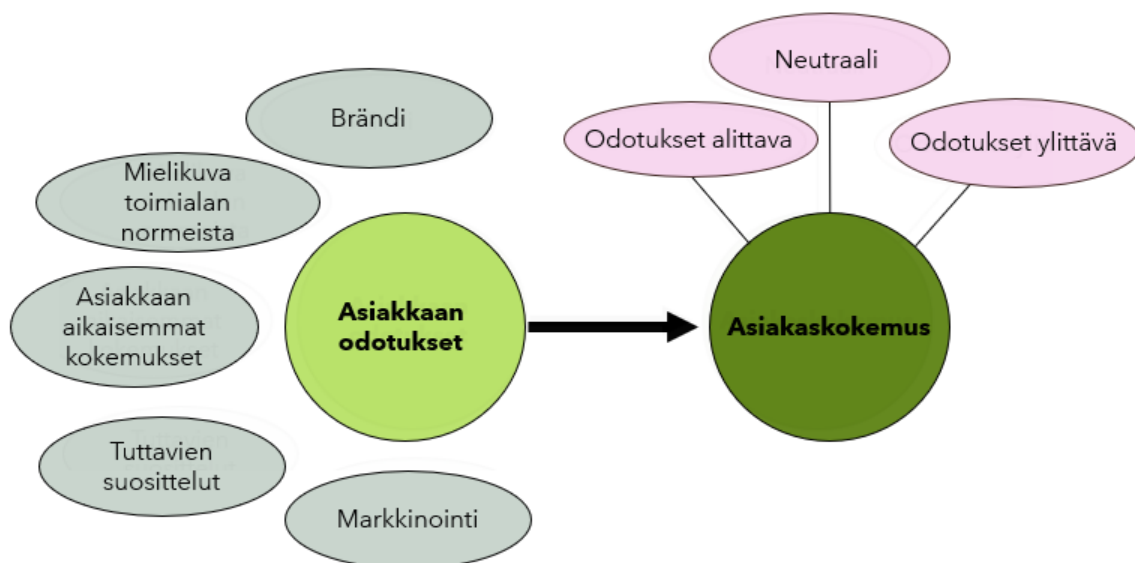 Brändi
Mielikuva
toimialan
normeista
Asiakkaan
aikaisemmat
kokemukset
Tuttavien
suosittelut
Markkinointi
Asiakkaan
odotukset
Neutraali
Odotukset alittava
Odotukset ylittävä
Asiakaskokemus